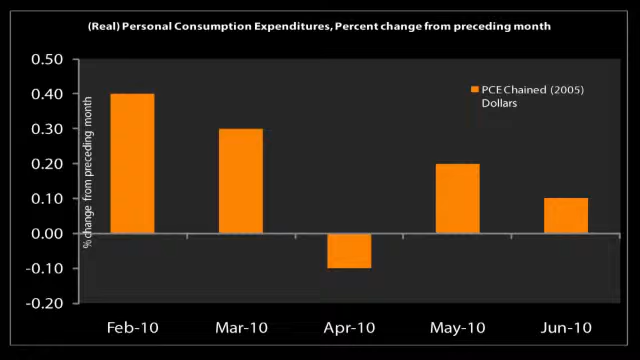 (Real) Personal Consumption Expenditures, Percent change from preceding month
0.50
0.40
0.30
0.20
0.10
0.00
-0.10
-0.20
% change from preceding month
PCE Chained (2005)
Dollars
Feb-10 Mar-10 Apr-10 May-10 Jun-10